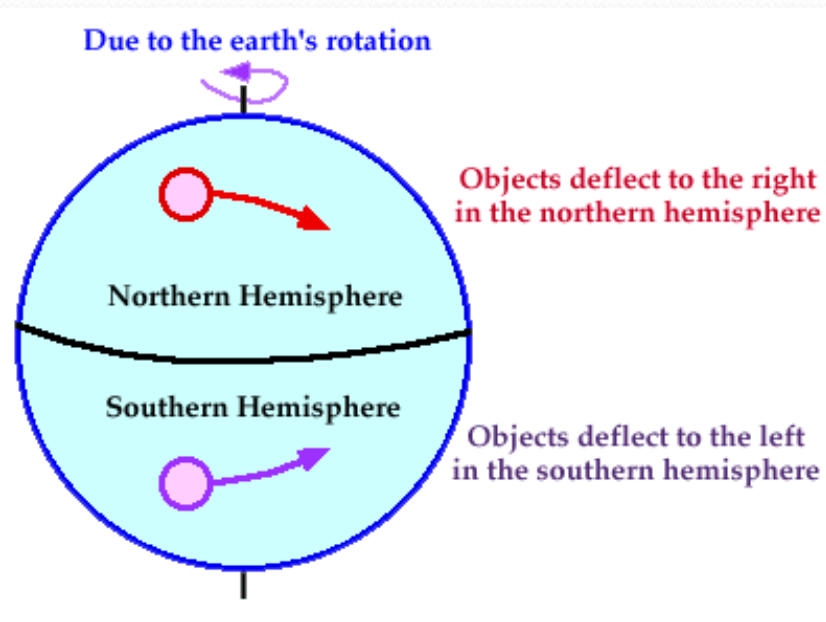 Due to the earth's rotation
Objects deflect to the right
in the northern hemisphere
Northern Hemisphere
Southern Hemisphere
Objects deflect to the left
in the southern hemisphere